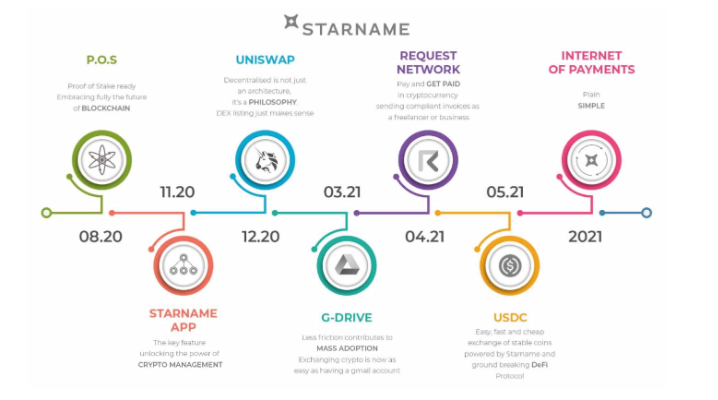 STARNAME
P.O.S
Proof of Stake ready
Embracing fully the future
of BLOCKCHAIN
08.20
11.20
STARNAME
APP
The key feature
unlocking the power of
CRYPTO MANAGEMENT
UNISWAP
Decentralised is not just
an architecture,
it's a PHILOSOPHY
DEX listing just makes sense
12.20
03.21
G-DRIVE
Less friction contributes to
MASS ADOPTION
Exchanging crypto is now as
easy as having a gmail account
REQUEST
NETWORK
Pay and GET PAID
in cryptocurrency
sending compliant invoices as
a freelancer or business
04.21
05.21
USDC
Easy, fast and cheap
exchange of stable coins
powered by Starname and
ground breaking DeFi
Protocol
INTERNET
OF PAYMENTS
Plain
SIMPLE
2021